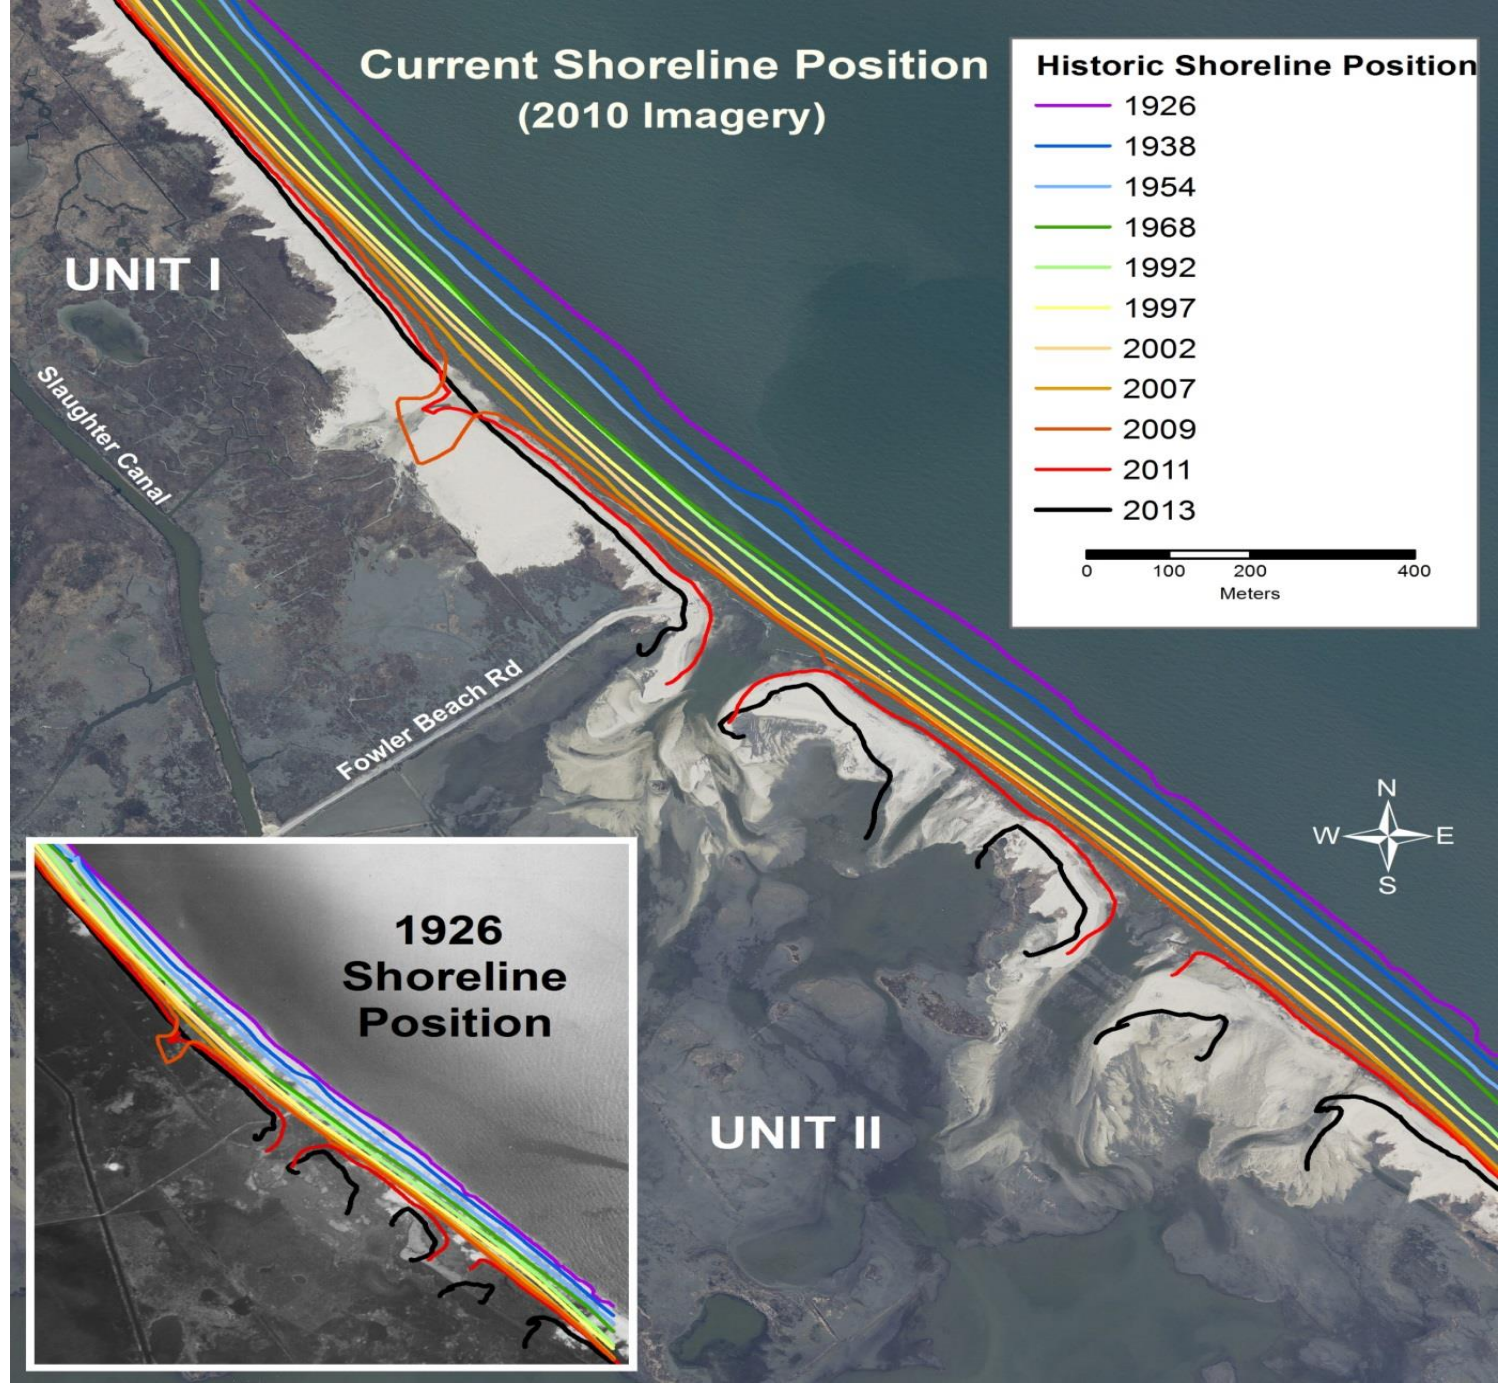 Current Shoreline Position
(2010 Imagery)
Historic Shoreline Position
1926
1938
1954
1968
1992
1997
2002
2007
2009
2011
2013
0 100 200 400
Meters
UNIT I
Slaughter Canal
Fowler Beach Rd
N
W E
S
1926
Shoreline
Position
UNIT II